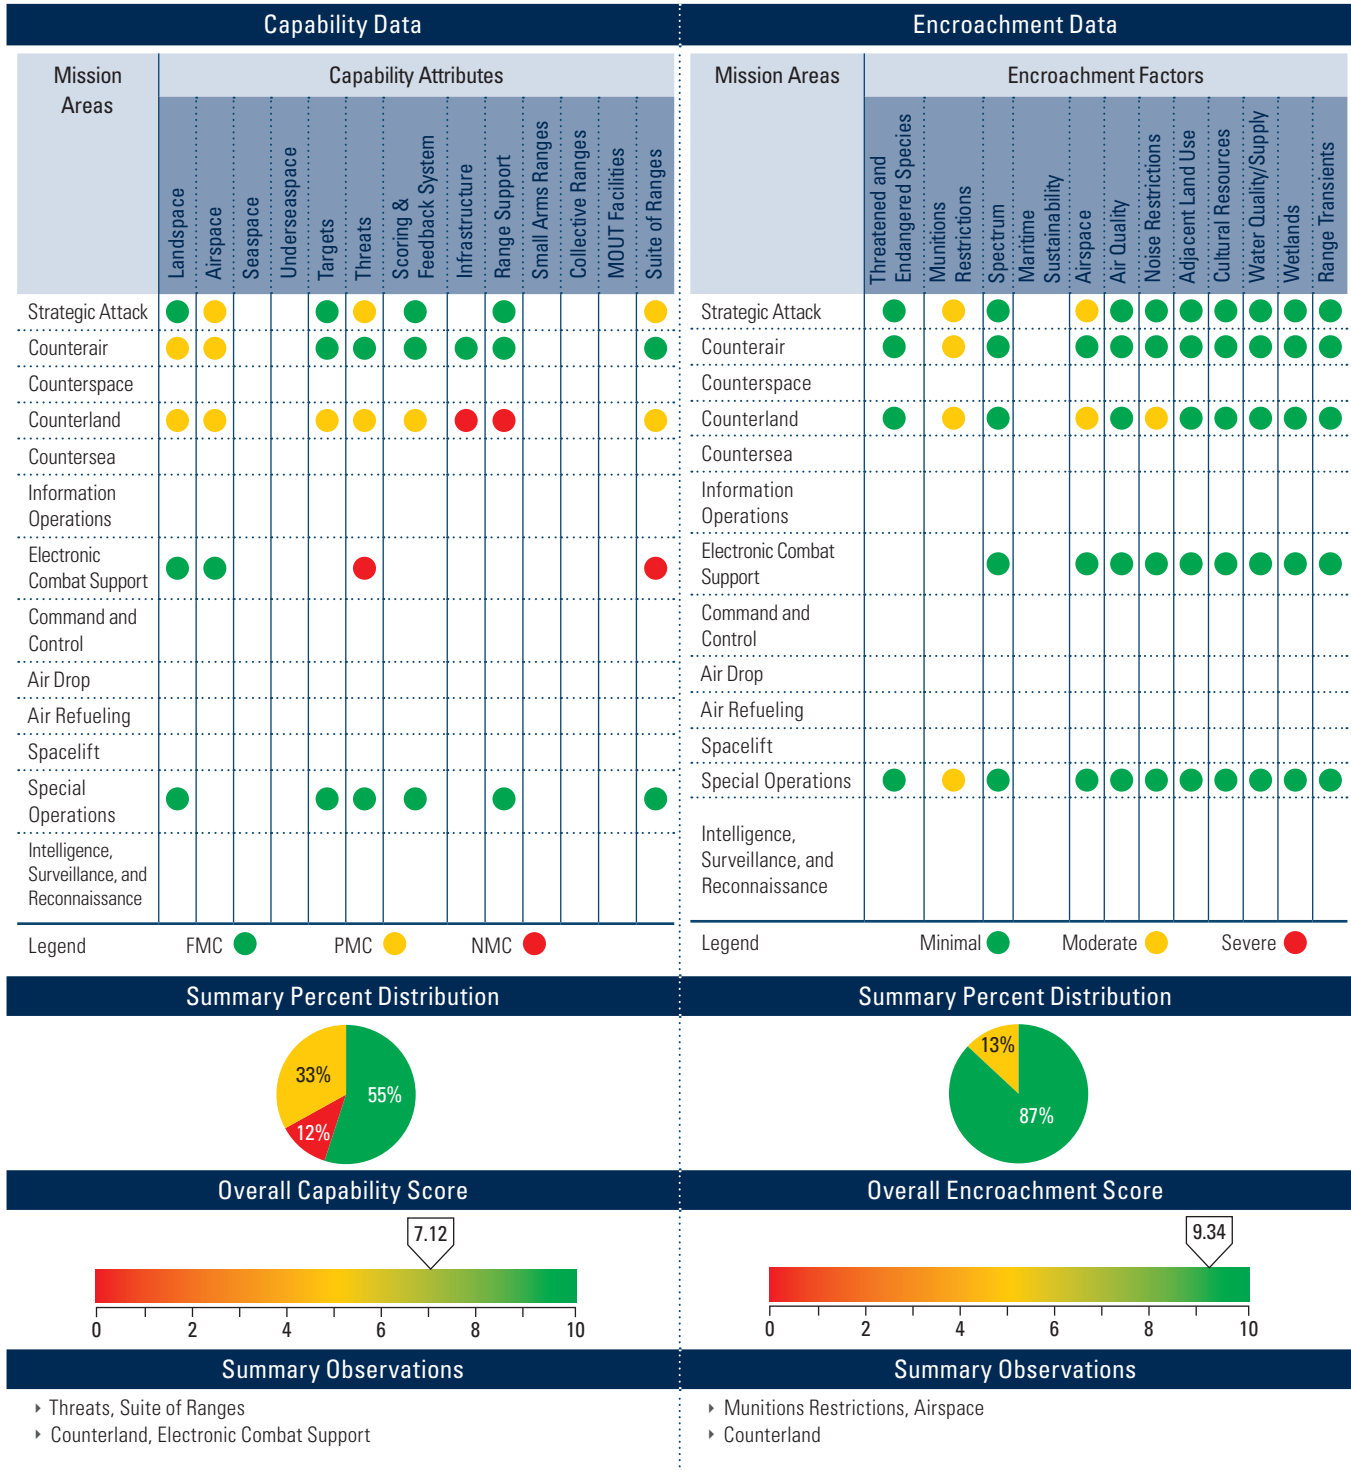 Capability Data
Mission
Areas
Capability Attributes
Landspace
Airspace
Seaspace
Underseaspace
Targets
Threats
Scoring &
Feedback System
Infrastructure
Range Support
Small Arms Ranges
Collective Ranges
MOUT Facilities
Suite of Ranges
Strategic Attack
Counterair
Counterspace
Counterland
Countersea
Information
Operations
Electronic
Combat Support
Command and
Control
Air Drop
Air Refueling
Spacelift
Special
Operations
Intelligence,
Surveillance, and
Reconnaissance
Legend
FMC
PMC
NMC
Summary Percent Distribution
33%
55%
12%
Overall Capability Score
7.12
0
2
4
6
8
10
Summary Observations
Threats, Suite of Ranges
Counterland, Electronic Combat Support
Encroachment Data
Mission Areas
Encroachment Factors
Threatened and
Endangered Species
Munitions
Restrictions
Spectrum
Maritime
Sustainability
Airspace
Air Quality
Noise Restrictions
Adjacent Land Use
Cultural Resources
Water Quality/Supply
Wetlands
Range Transients
Strategic Attack
Counterair
Counterspace
Counterland
Countersea
Information
Operations
Electronic Combat
Support
Command and
Control
Air Drop
Air Refueling
Spacelift
Special Operations
Intelligence,
Surveillance, and
Reconnaissance
Legend
Minimal
Moderate
Severe
Summary Percent Distribution
13%
87%
Overall Encroachment Score
9.34
0
2
4
6
8
10
Summary Observations
Munitions Restrictions, Airspace
Counterland